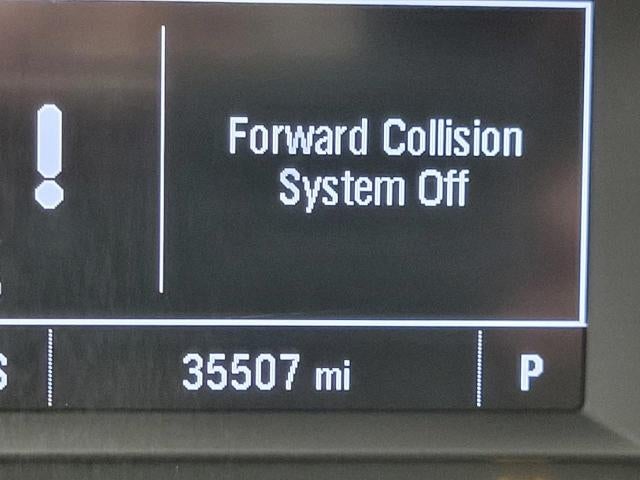 Forward Collision
System Off
S
35507 mi
P